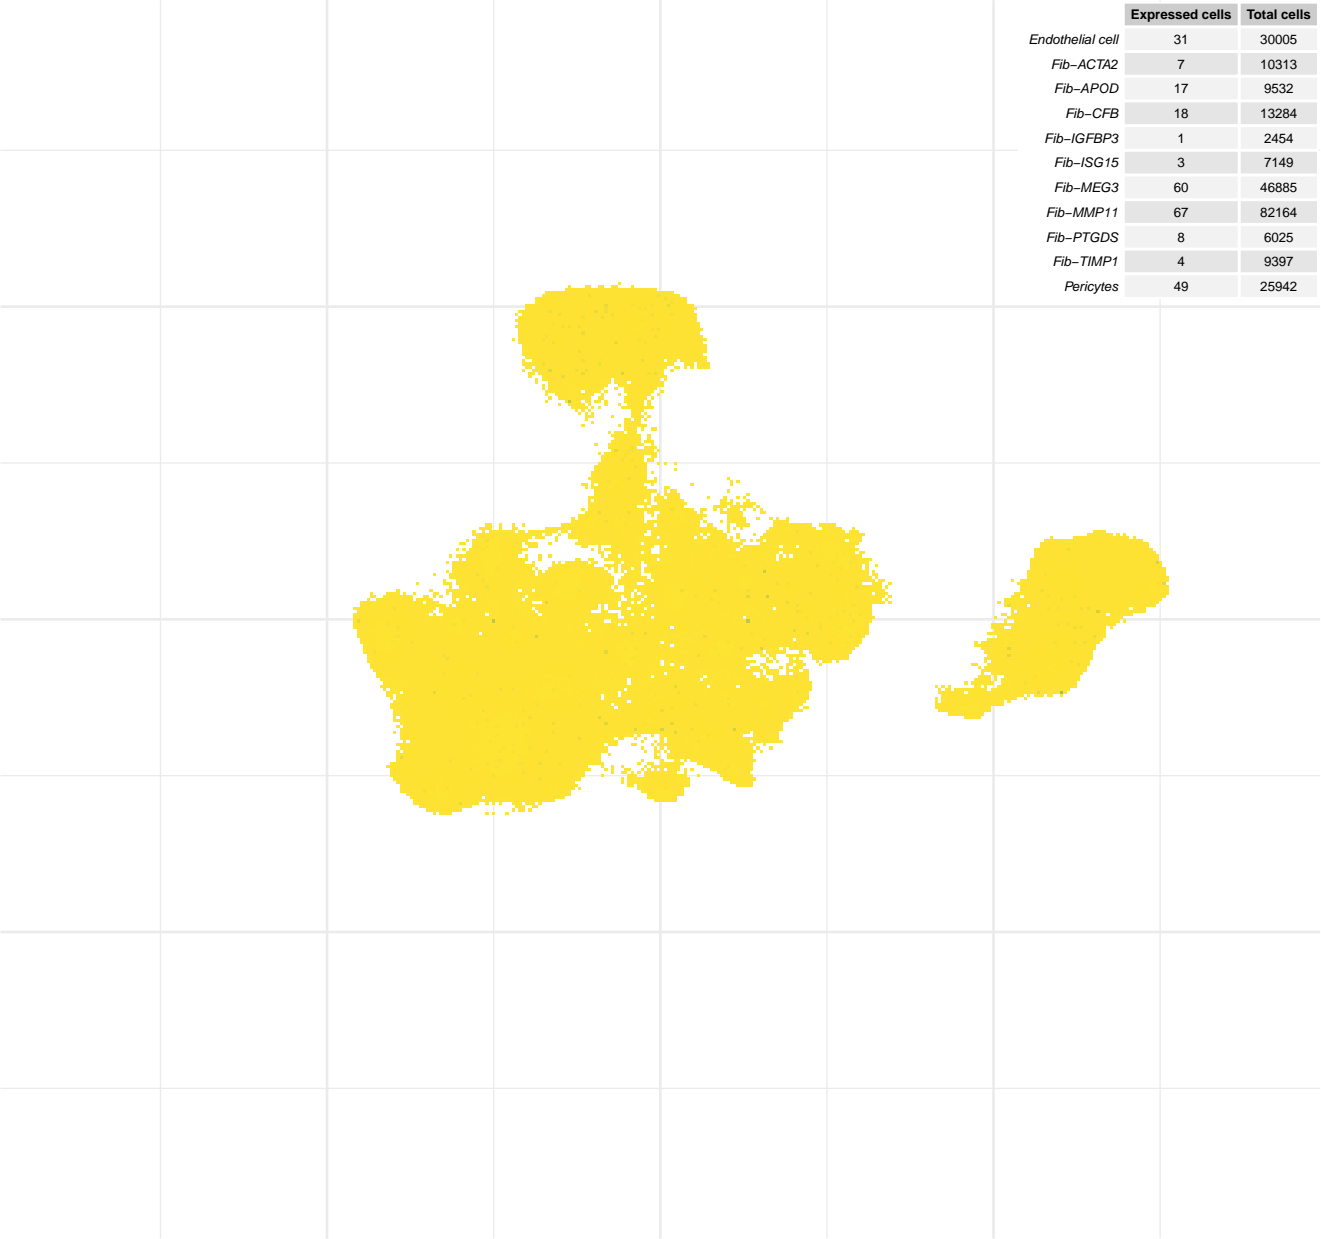 Expressed cells Total cells
Endothelial cell 31 30005
Fib−ACTA2 7 10313
Fib−APOD 17 9532
Fib−CFB 18 13284
Fib−IGFBP3 1 2454
Fib−ISG15 3 7149
Fib−MEG3 60 46885
Fib−MMP11 67 82164
Fib−PTGDS 8 6025
Fib−TIMP1 4 9397
Pericytes 49 25942